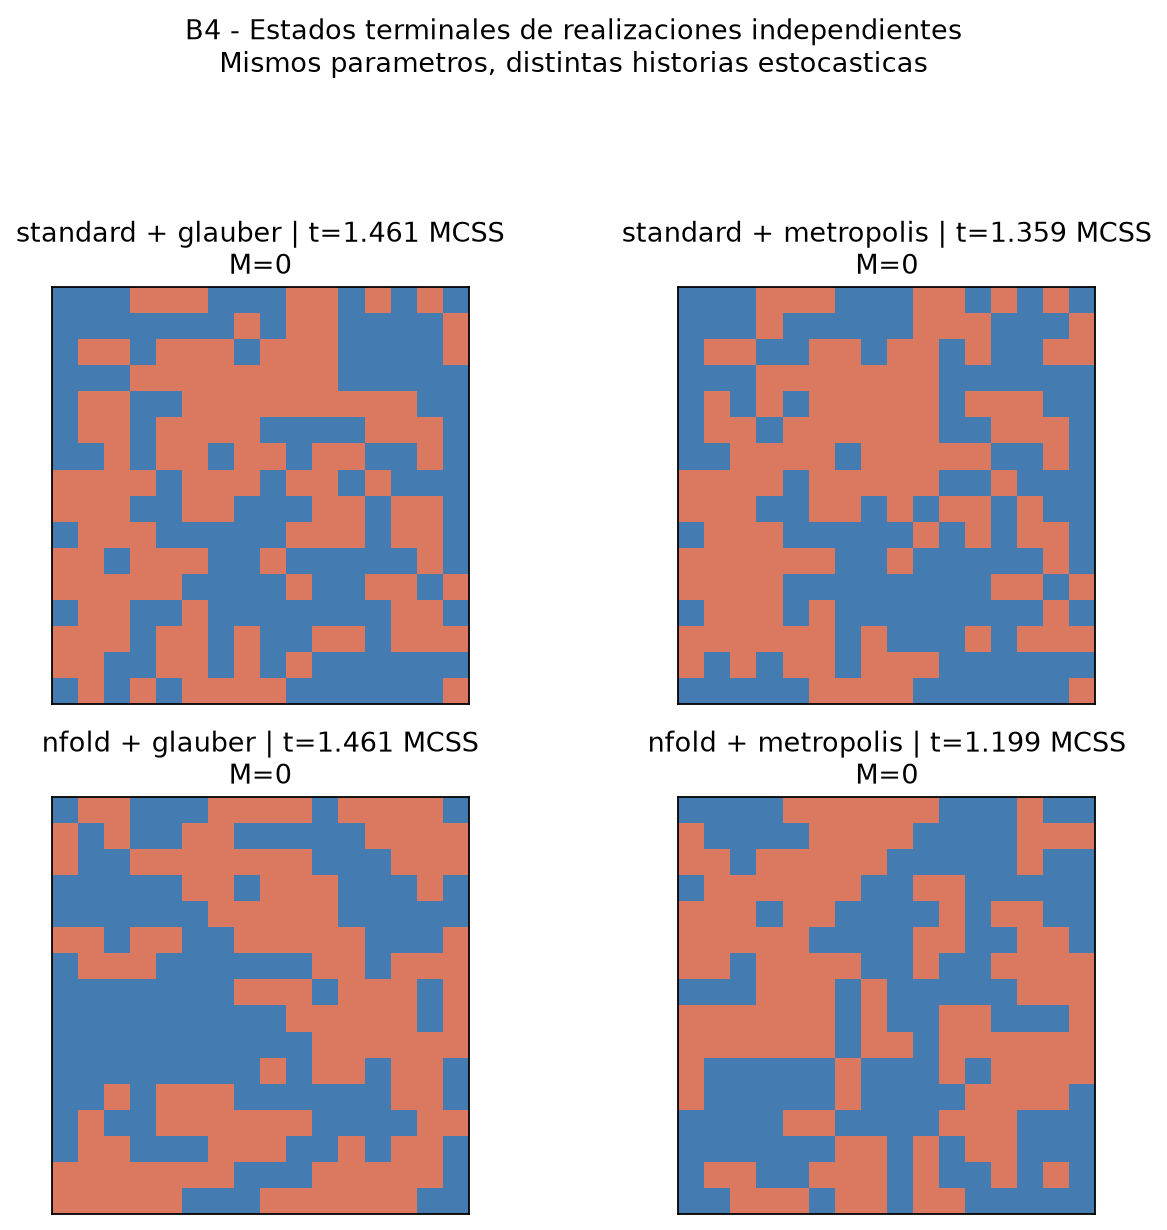 B4 - Estados terminales de realizaciones independientes
Mismos parametros, distintas historias estocasticas
standard + glauber | t=1.461 MCSS
M=0
standard + metropolis | t=1.359 MCSS
M=0
nfold + glauber | t=1.461 MCSS
M=0
nfold + metropolis | t=1.199 MCSS
M=0